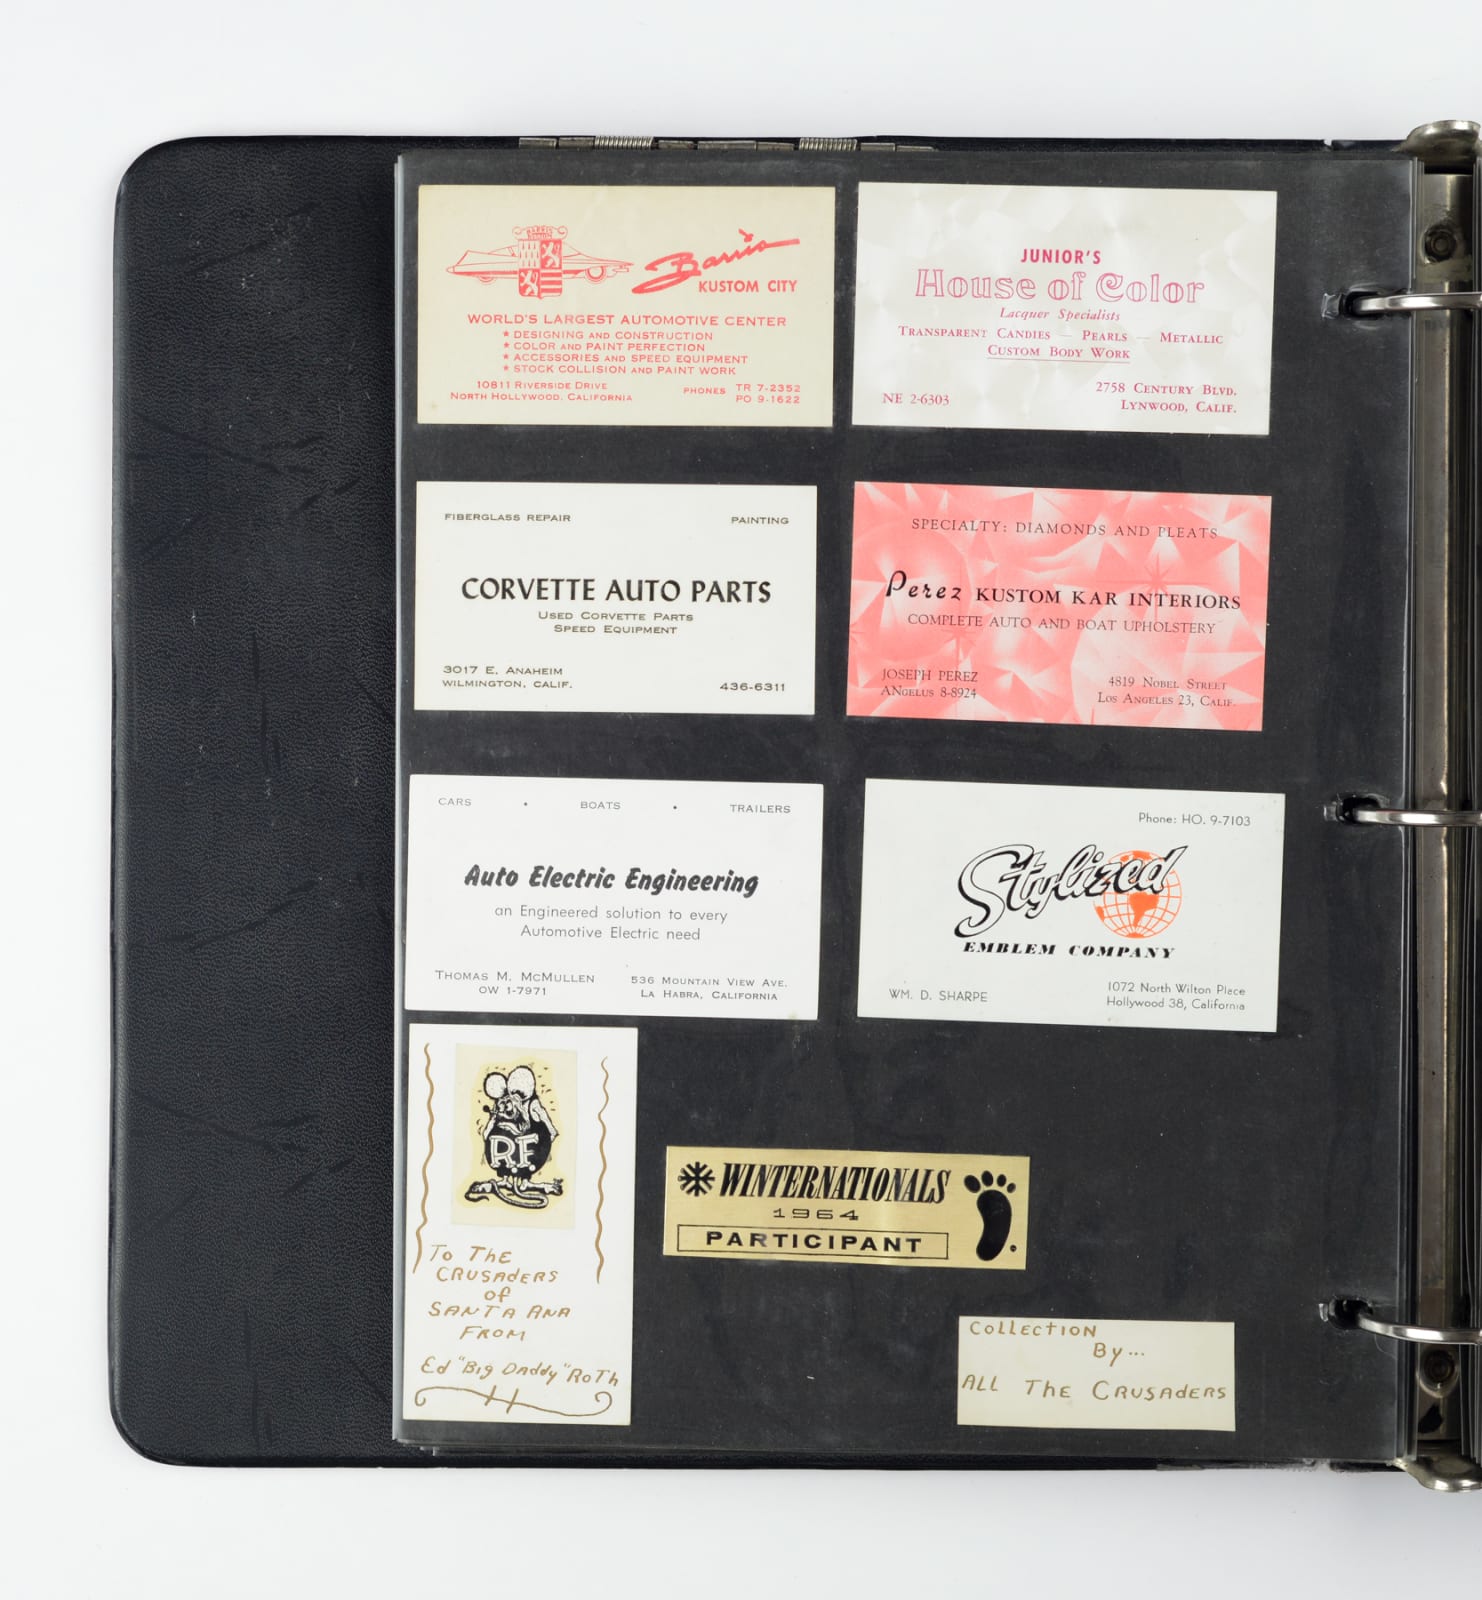 BARRIS
KUSTOM
Barris
KUSTOM CITY
WORLD'S LARGEST AUTOMOTIVE CENTER
★ DESIGNING AND CONSTRUCTION
★ COLOR AND PAINT PERFECTION
★ ACCESSORIES AND SPEED EQUIPMENT
★ STOCK COLLISION AND PAINT WORK
10811 RIVERSIDE DRIVE
NORTH HOLLYWOOD, CALIFORNIA
PHONES TR 7-2352
PO 9-1622
JUNIOR'S
House of Color
Lacquer Specialists
TRANSPARENT CANDIES — PEARLS — METALLIC
CUSTOM BODY WORK
NE 2-6303
2758 CENTURY BLVD.
LYNWOOD, CALIF.
FIBERGLASS REPAIR PAINTING
CORVETTE AUTO PARTS
USED CORVETTE PARTS
SPEED EQUIPMENT
3017 E. ANAHEIM
WILMINGTON, CALIF. 436-6311
SPECIALTY: DIAMONDS AND PLEATS
Perez KUSTOM KAR INTERIORS
COMPLETE AUTO AND BOAT UPHOLSTERY
JOSEPH PEREZ
ANGELUS 8-8924
4819 NOBEL STREET
LOS ANGELES 23, CALIF.
CARS • BOATS • TRAILERS
Auto Electric Engineering
an Engineered solution to every
Automotive Electric need
THOMAS M. MCMULLEN
OW 1-7971
536 MOUNTAIN VIEW AVE.
LA HABRA, CALIFORNIA
Phone: HO. 9-7103
Stylized
EMBLEM COMPANY
WM. D. SHARPE
1072 North Wilton Place
Hollywood 38, California
R.F.
To The
CRUSAdERS
of
SANTA ANA
FROM
Ed "Big Daddy" RoTh
WINTERNATIONALS
1964
PARTICIPANT
COLLECTION
By...
ALL The CRUSAdERS